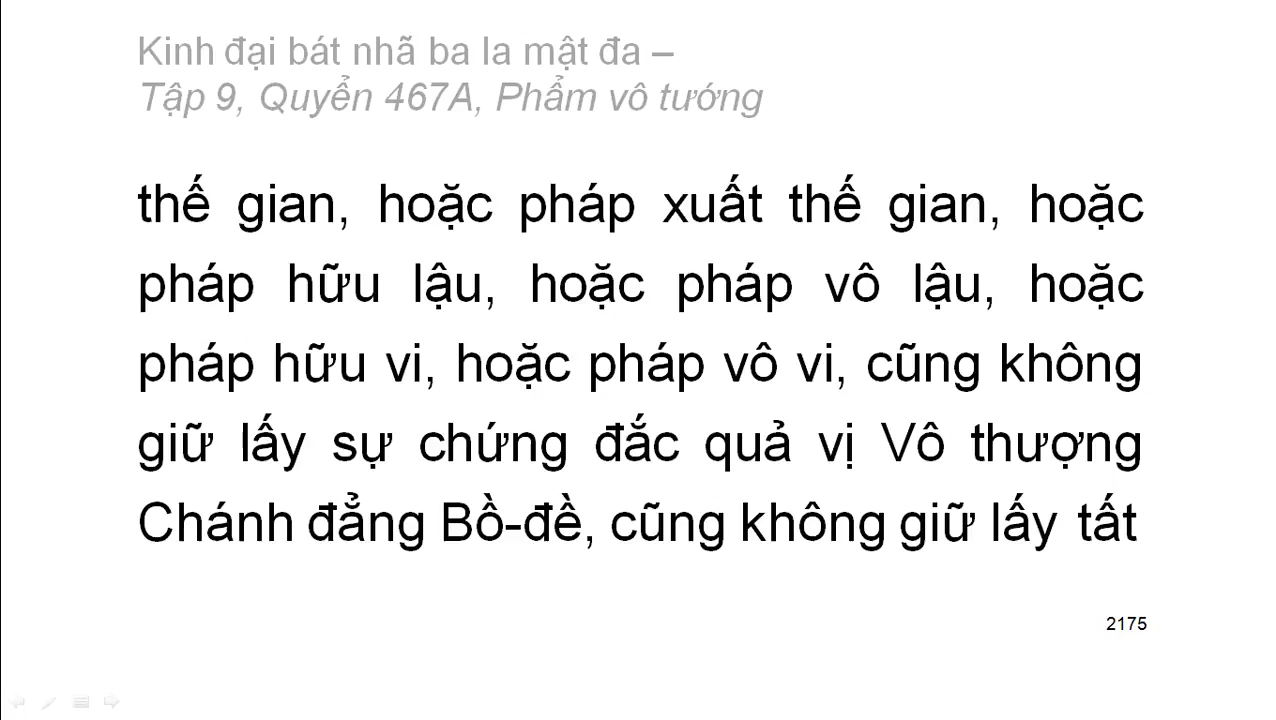 Kinh đại bát nhã ba la mật đa –
Tập 9, Quyển 467A, Phẩm vô tướng
thế gian, hoặc pháp xuất thế gian, hoặc
pháp hữu lậu, hoặc pháp vô lậu, hoặc
pháp hữu vi, hoặc pháp vô vi, cũng không
giữ lấy sự chứng đắc quả vị Vô thượng
Chánh đẳng Bồ-đề, cũng không giữ lấy tất
2175